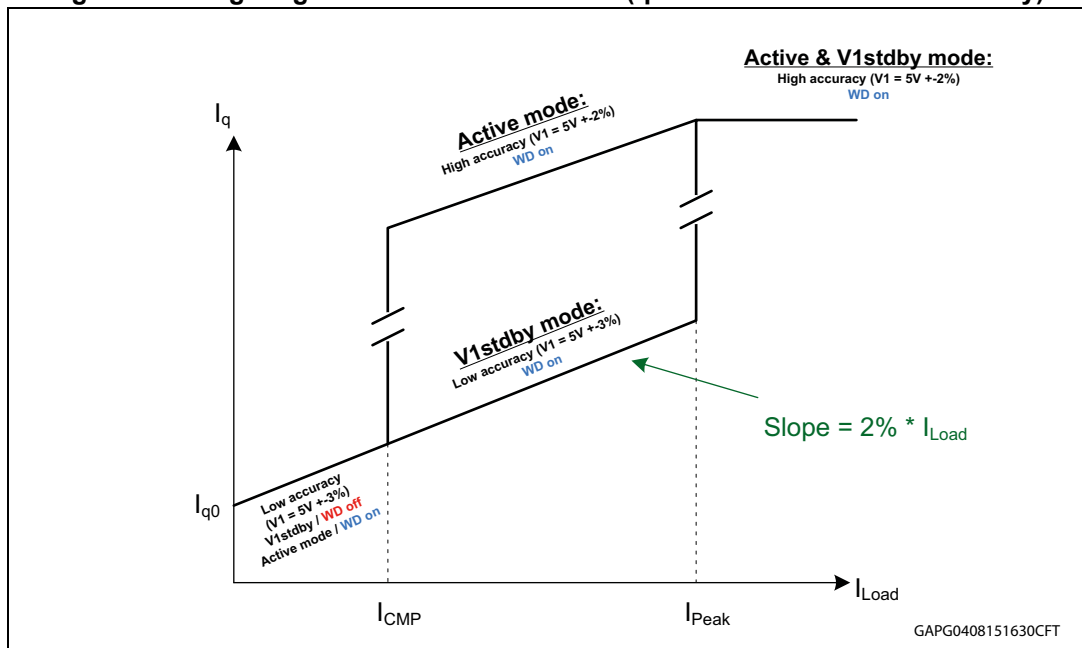 Active & V1stdby mode:
High accuracy (V1 = 5V +-2%)
WD on
Iq
Active mode:
High accuracy (V1 = 5V +-2%)
WD on
V1stdby mode:
Low accuracy (V1 = 5V +-3%)
WD on
Slope = 2% * ILoad
Iq0
Low accuracy
(V1 = 5V +-3%)
V1stdby / WD off
Active mode / WD on
ILoad
ICMP
IPeak
GAPG0408151630CFT